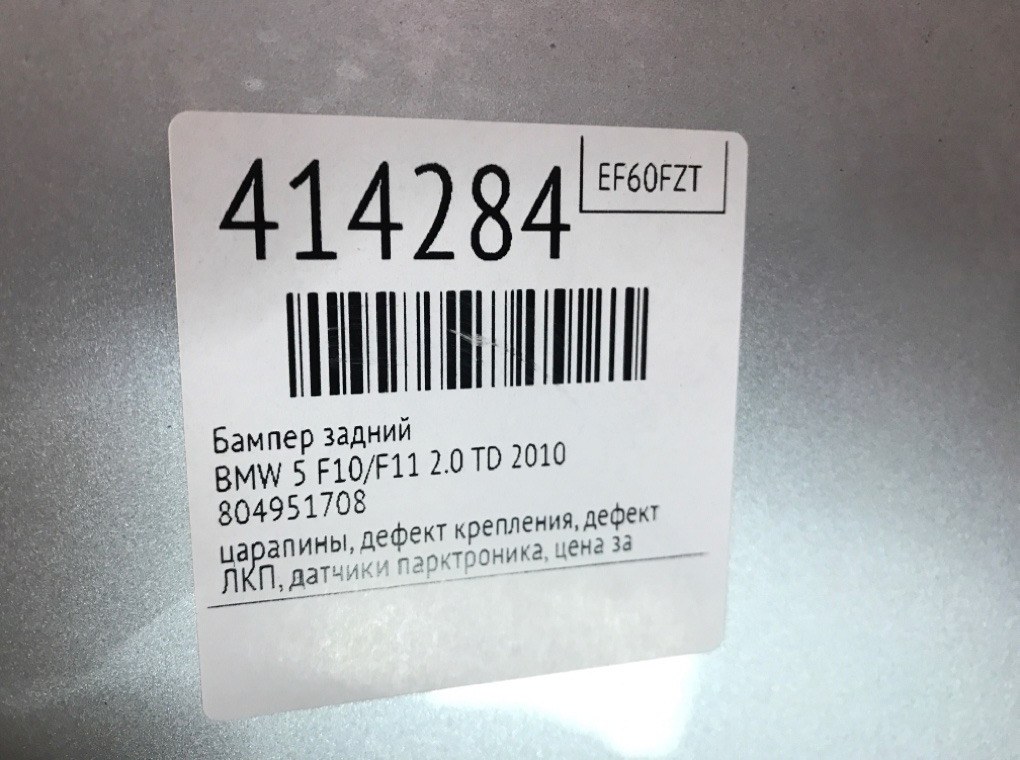 414284
EF60FZT
Бампер задний
BMW 5 F10/F11 2.0 TD 2010
804951708
царапины, дефект крепления, дефект
ЛКП, датчики парктроника, цена за